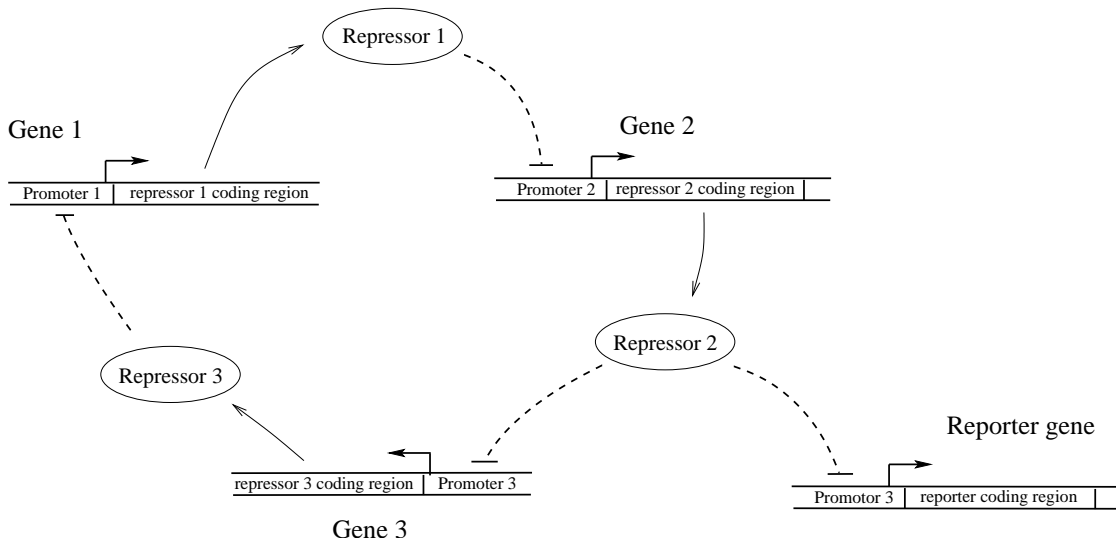 Repressor 1
Gene 1
Gene 2
Promoter 1 repressor 1 coding region
Promoter 2 repressor 2 coding region
Repressor 2
Repressor 3
Reporter gene
repressor 3 coding region Promoter 3
Promotor 3 reporter coding region
Gene 3